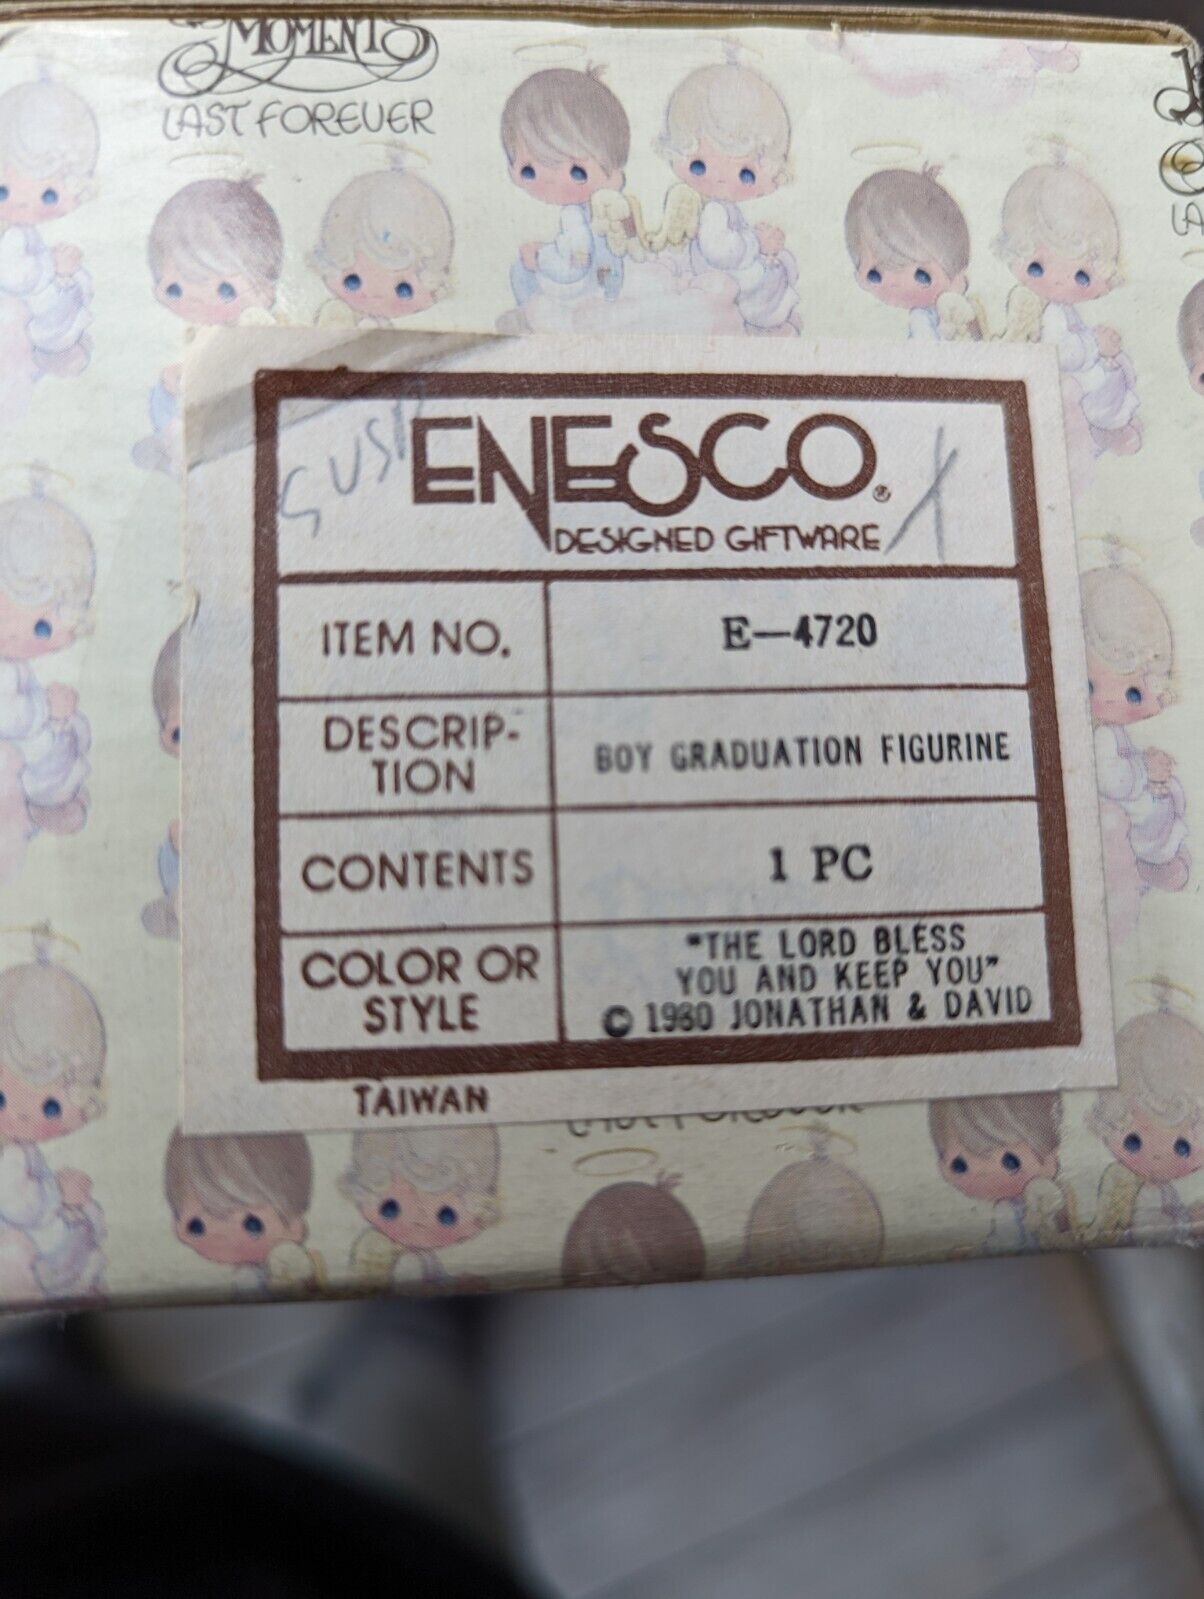 MOMENTS
LAST FOREVER
SUSP
ENESCO®
DESIGNED GIFTWARE
ITEM NO. E—4720
DESCRIP-
TION
BOY GRADUATION FIGURINE
CONTENTS 1 PC
COLOR OR
STYLE
"THE LORD BLESS
YOU AND KEEP YOU"
© 1980 JONATHAN & DAVID
TAIWAN